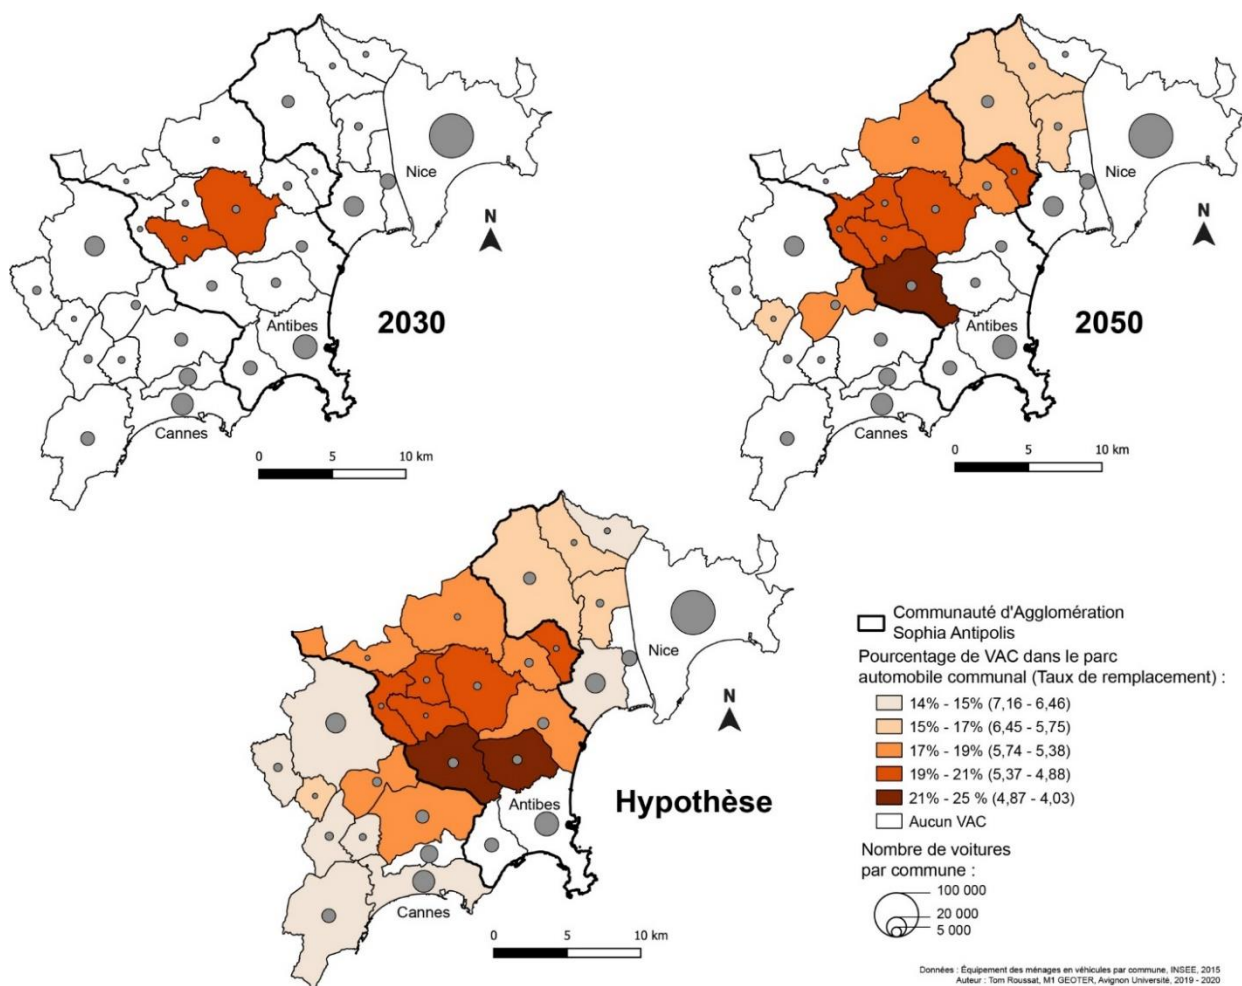 Nice
N
2030
Antibes
Cannes
0 5 10 km
Nice
N
2050
Antibes
Cannes
0 5 10 km
Nice
N
Antibes
Hypothèse
Cannes
0 5 10 km
Communauté d'Agglomération
Sophia Antipolis
Pourcentage de VAC dans le parc
automobile communal (Taux de remplacement) :
14% - 15% (7,16 - 6,46)
15% - 17% (6,45 - 5,75)
17% - 19% (5,74 - 5,38)
19% - 21% (5,37 - 4,88)
21% - 25 % (4,87 - 4,03)
Aucun VAC
Nombre de voitures
par commune :
100 000
20 000
5 000
Données : Équipement des ménages en véhicules par commune, INSEE, 2015
Auteur : Tom Roussat, M1 GEOTER, Avignon Université, 2019 - 2020